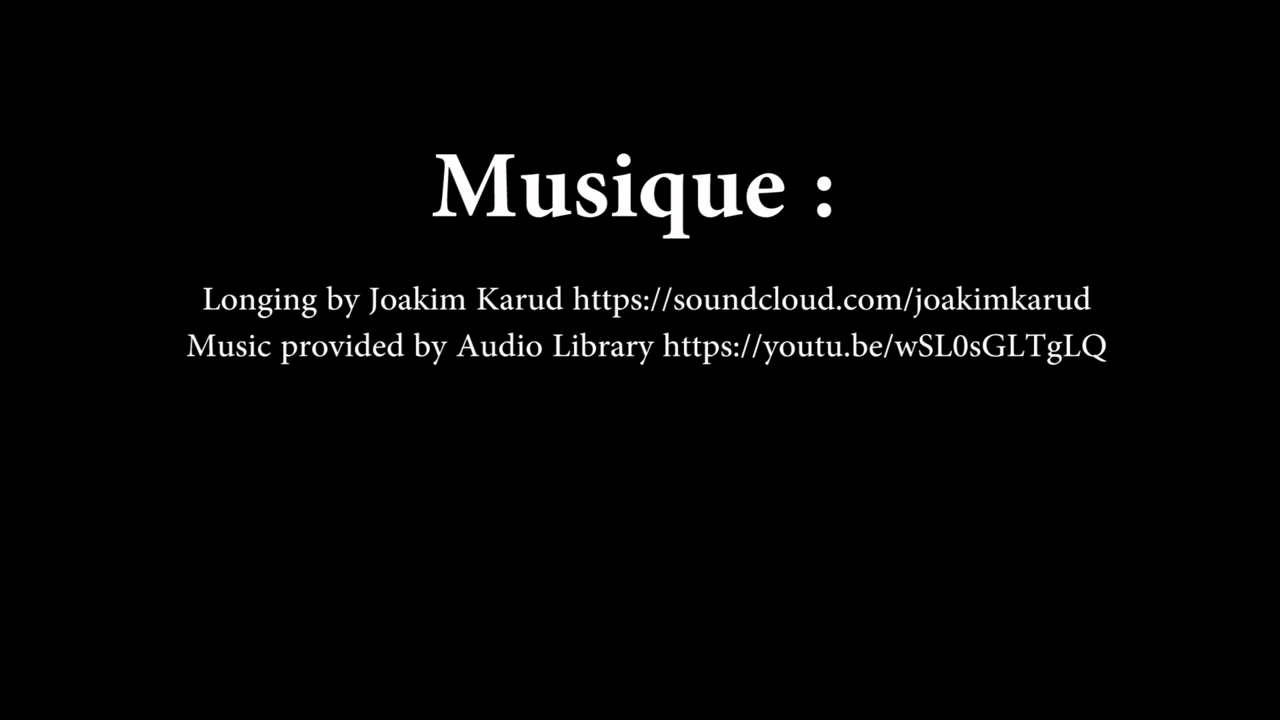 Musique :
Longing by Joakim Karud https://soundcloud.com/joakimkarud
Music provided by Audio Library https://youtu.be/wSL0sGLTgLQ